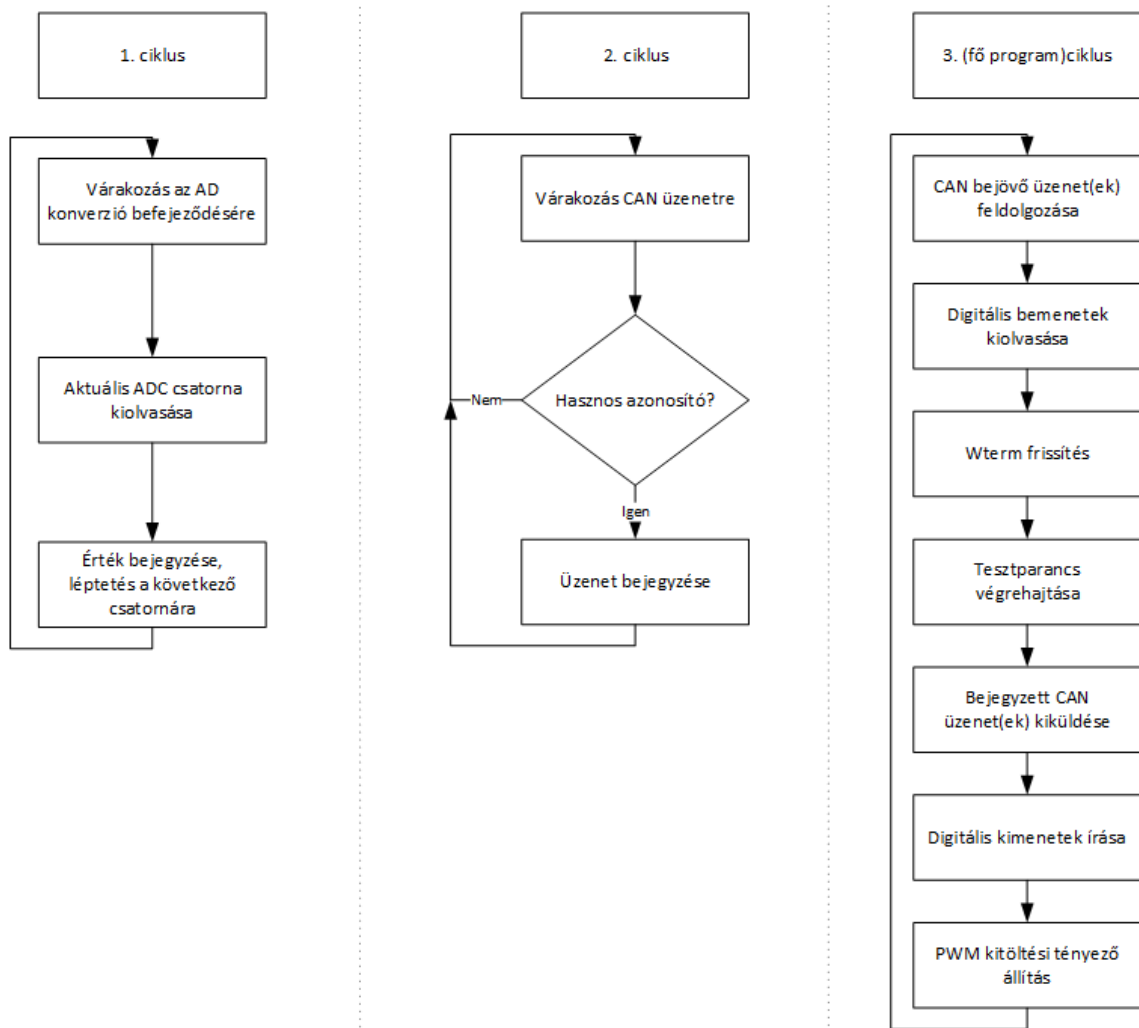 1. ciklus
Várakozás az AD
konverzió befejeződésére
Aktuális ADC csatorna
kiolvasása
Érték bejegyzése,
léptetés a következő
csatornára
2. ciklus
Várakozás CAN üzenetre
Hasznos azonosító?
Nem
Igen
Üzenet bejegyzése
3. (fő program)ciklus
CAN bejövő üzenet(ek)
feldolgozása
Digitális bemenetek
kiolvasása
Wterm frissítés
Tesztparancs
végrehajtása
Bejegyzett CAN
üzenet(ek) kiküldése
Digitális kimenetek írása
PWM kitöltési tényező
állítás